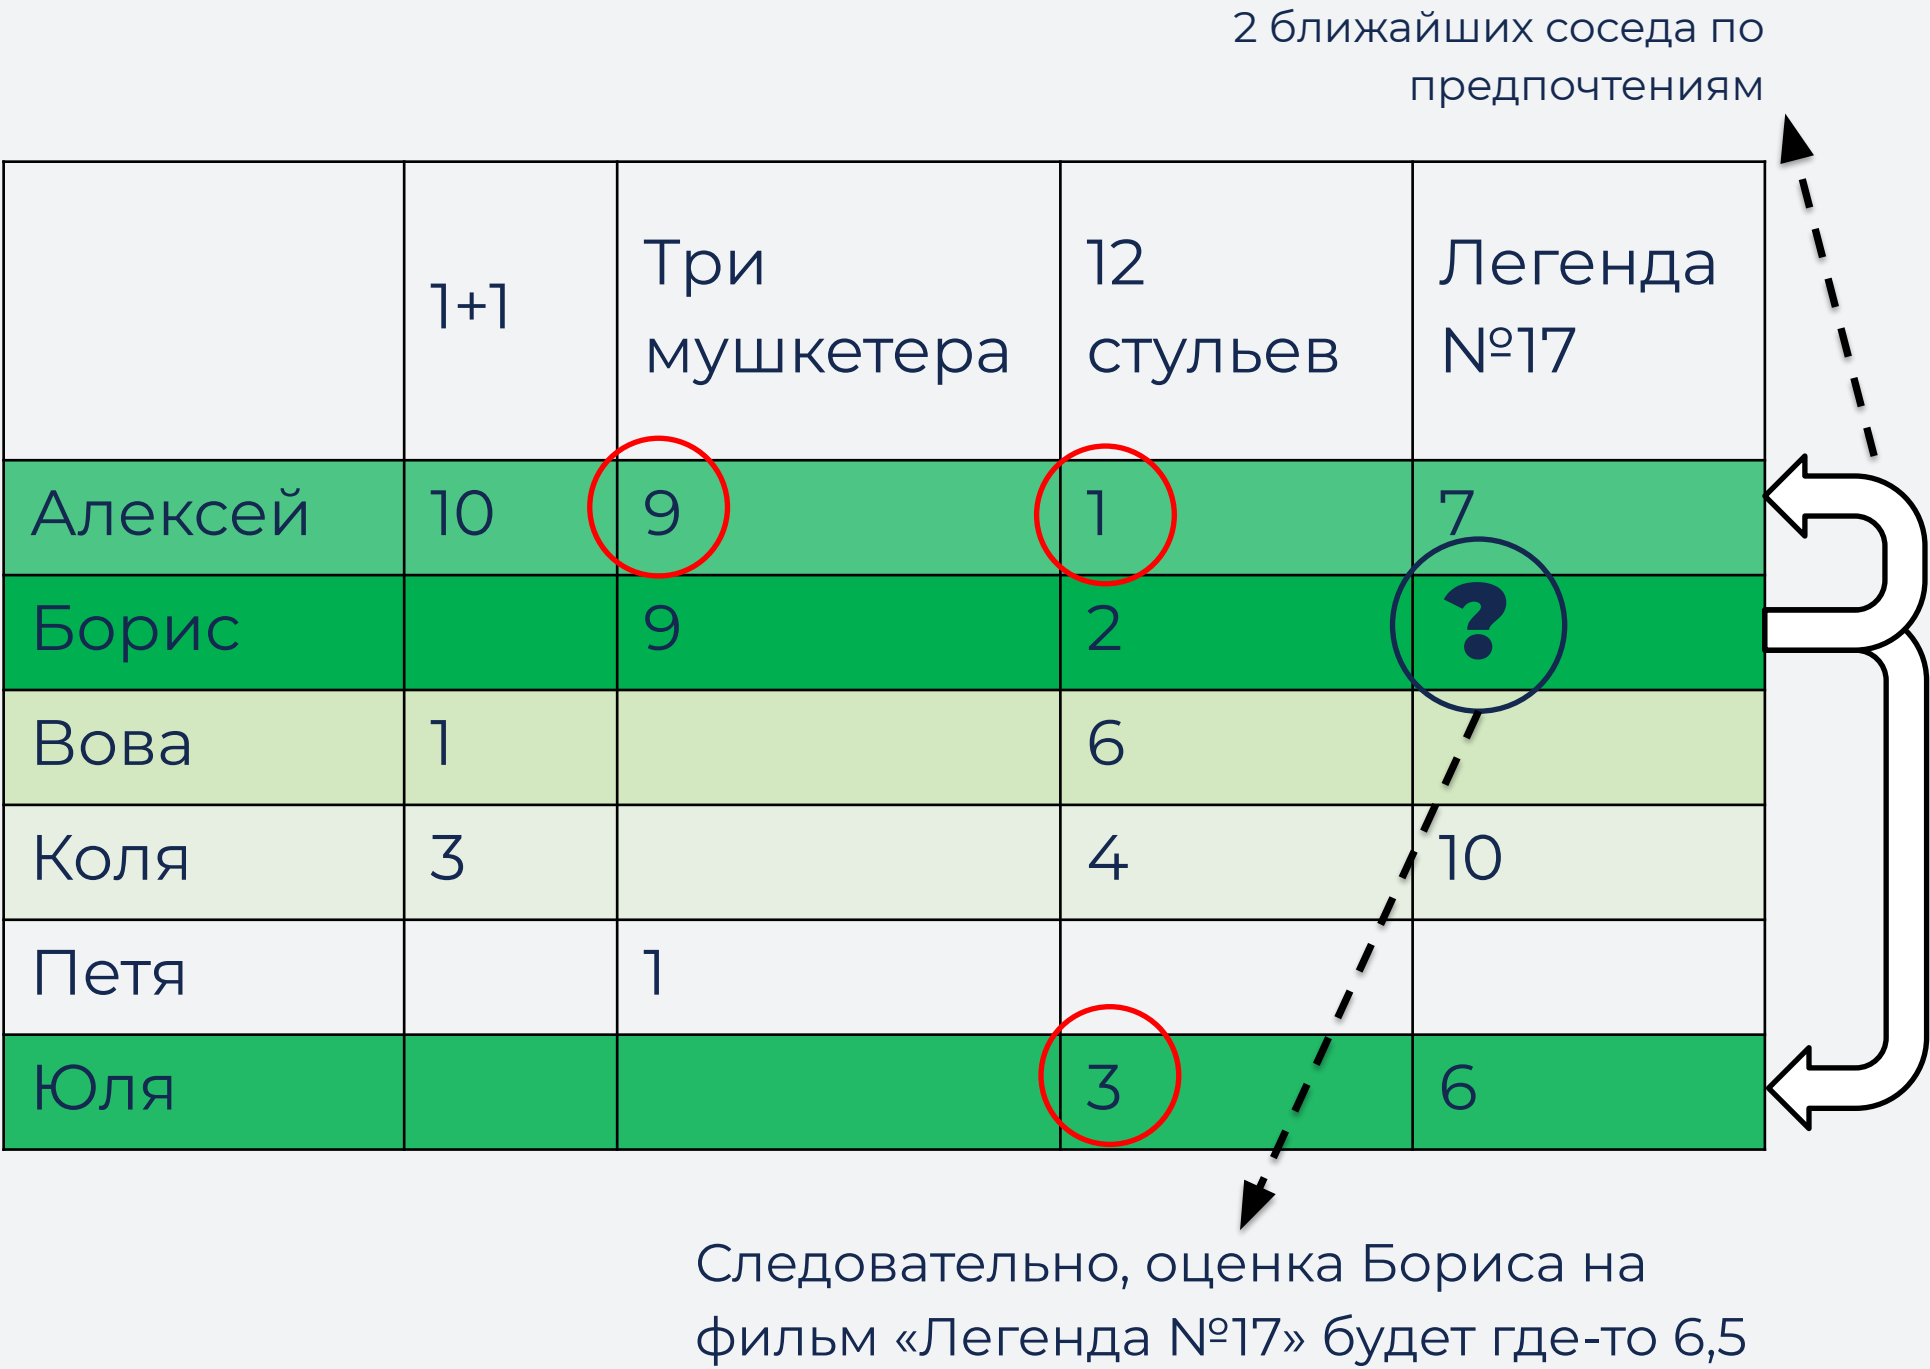 2 ближайших соседа по
предпочтениям
1+1 Три мушкетера 12 стульев Легенда №17
Алексей 10 9 1 7
Борис 9 2 ?
Вова 1 6
Коля 3 4 10
Петя 1
Юля 3 6
Следовательно, оценка Бориса на
фильм «Легенда №17» будет где-то 6,5